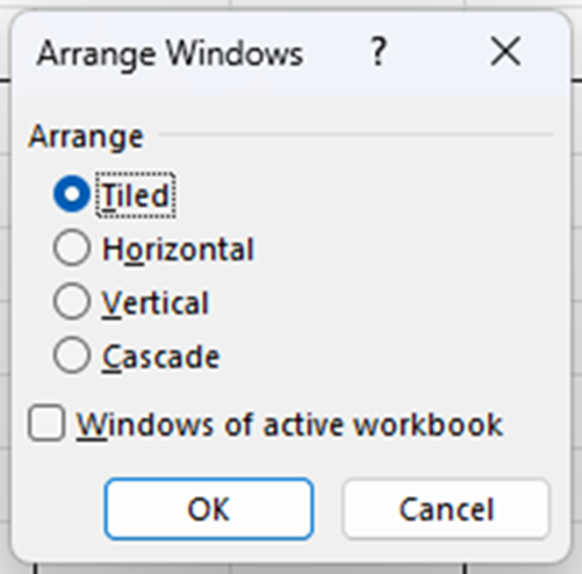 Arrange Windows ?
Arrange
Tiled
Horizontal
Vertical
Cascade
Windows of active workbook
OK Cancel